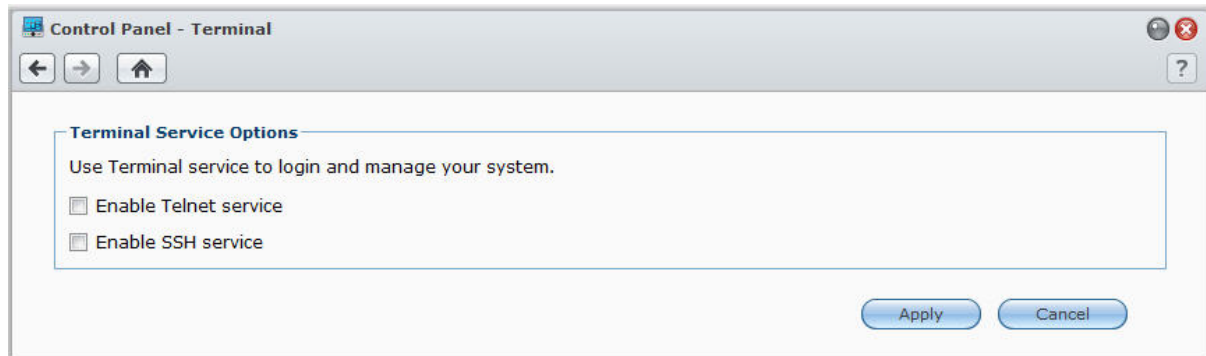 Control Panel - Terminal
?
Terminal Service Options
Use Terminal service to login and manage your system.
Enable Telnet service
Enable SSH service
Apply Cancel